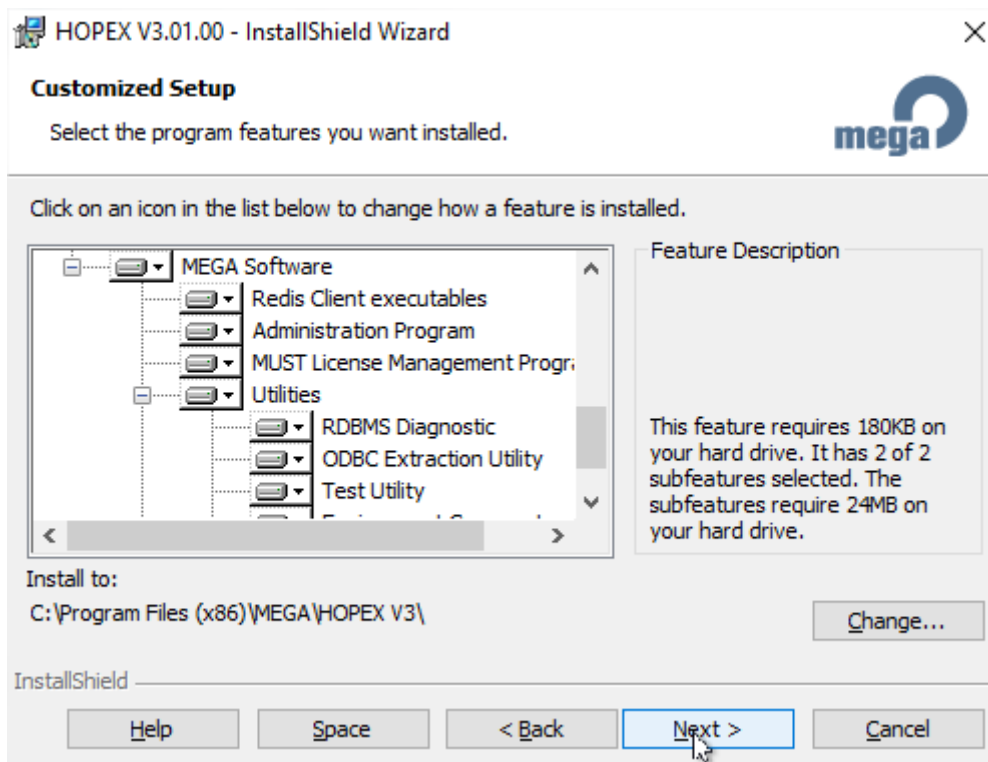 HOPEX V3.01.00 - InstallShield Wizard
Customized Setup
Select the program features you want installed.
mega
Click on an icon in the list below to change how a feature is installed.
MEGA Software
Redis Client executables
Administration Program
MUST License Management
Utilities
RDBMS Diagnostic
ODBC Extraction Utility
Test Utility
Feature Description
This feature requires 180KB on
your hard drive. It has 2 of 2
subfeatures selected. The
subfeatures require 24MB on
your hard drive.
Install to:
C:\Program Files (x86)\MEGA\HOPEX V3\
Change...
InstallShield
Help
Space
< Back
Next >
Cancel